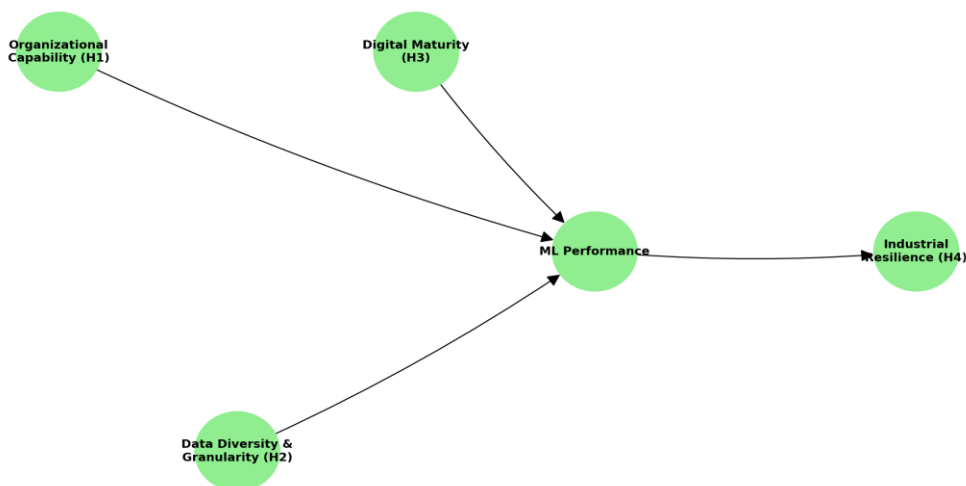 Organizational
Capability (H1)
Digital Maturity
(H3)
ML Performance
Industrial
Resilience (H4)
Data Diversity &
Granularity (H2)